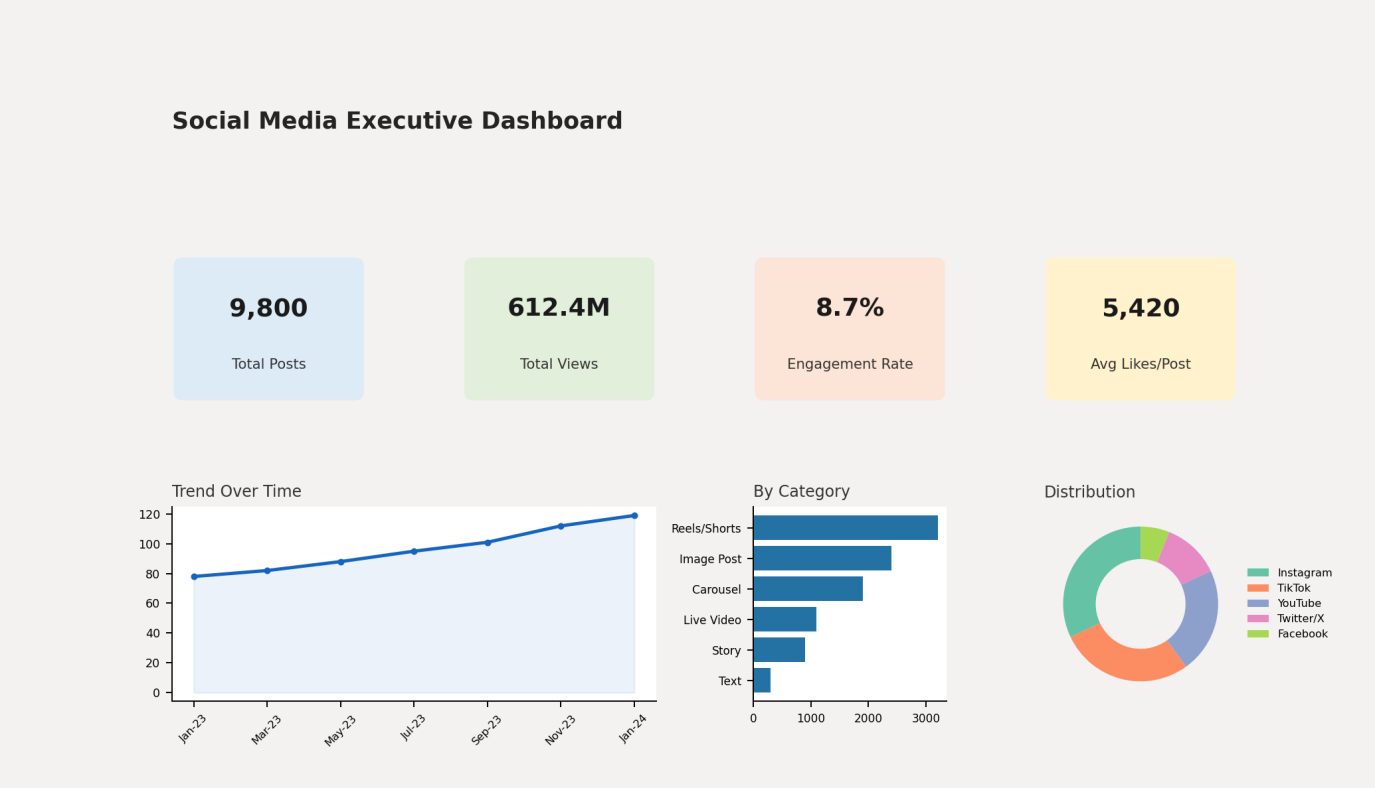 Social Media Executive Dashboard
9,800
Total Posts
612.4M
Total Views
8.7%
Engagement Rate
5,420
Avg Likes/Post
Trend Over Time
120
100
80
60
40
20
0
Jan-23
Mar-23
May-23
Jul-23
Sep-23
Nov-23
Jan-24
By Category
Reels/Shorts
Image Post
Carousel
Live Video
Story
Text
0
1000
2000
3000
Distribution
Instagram
TikTok
YouTube
Twitter/X
Facebook